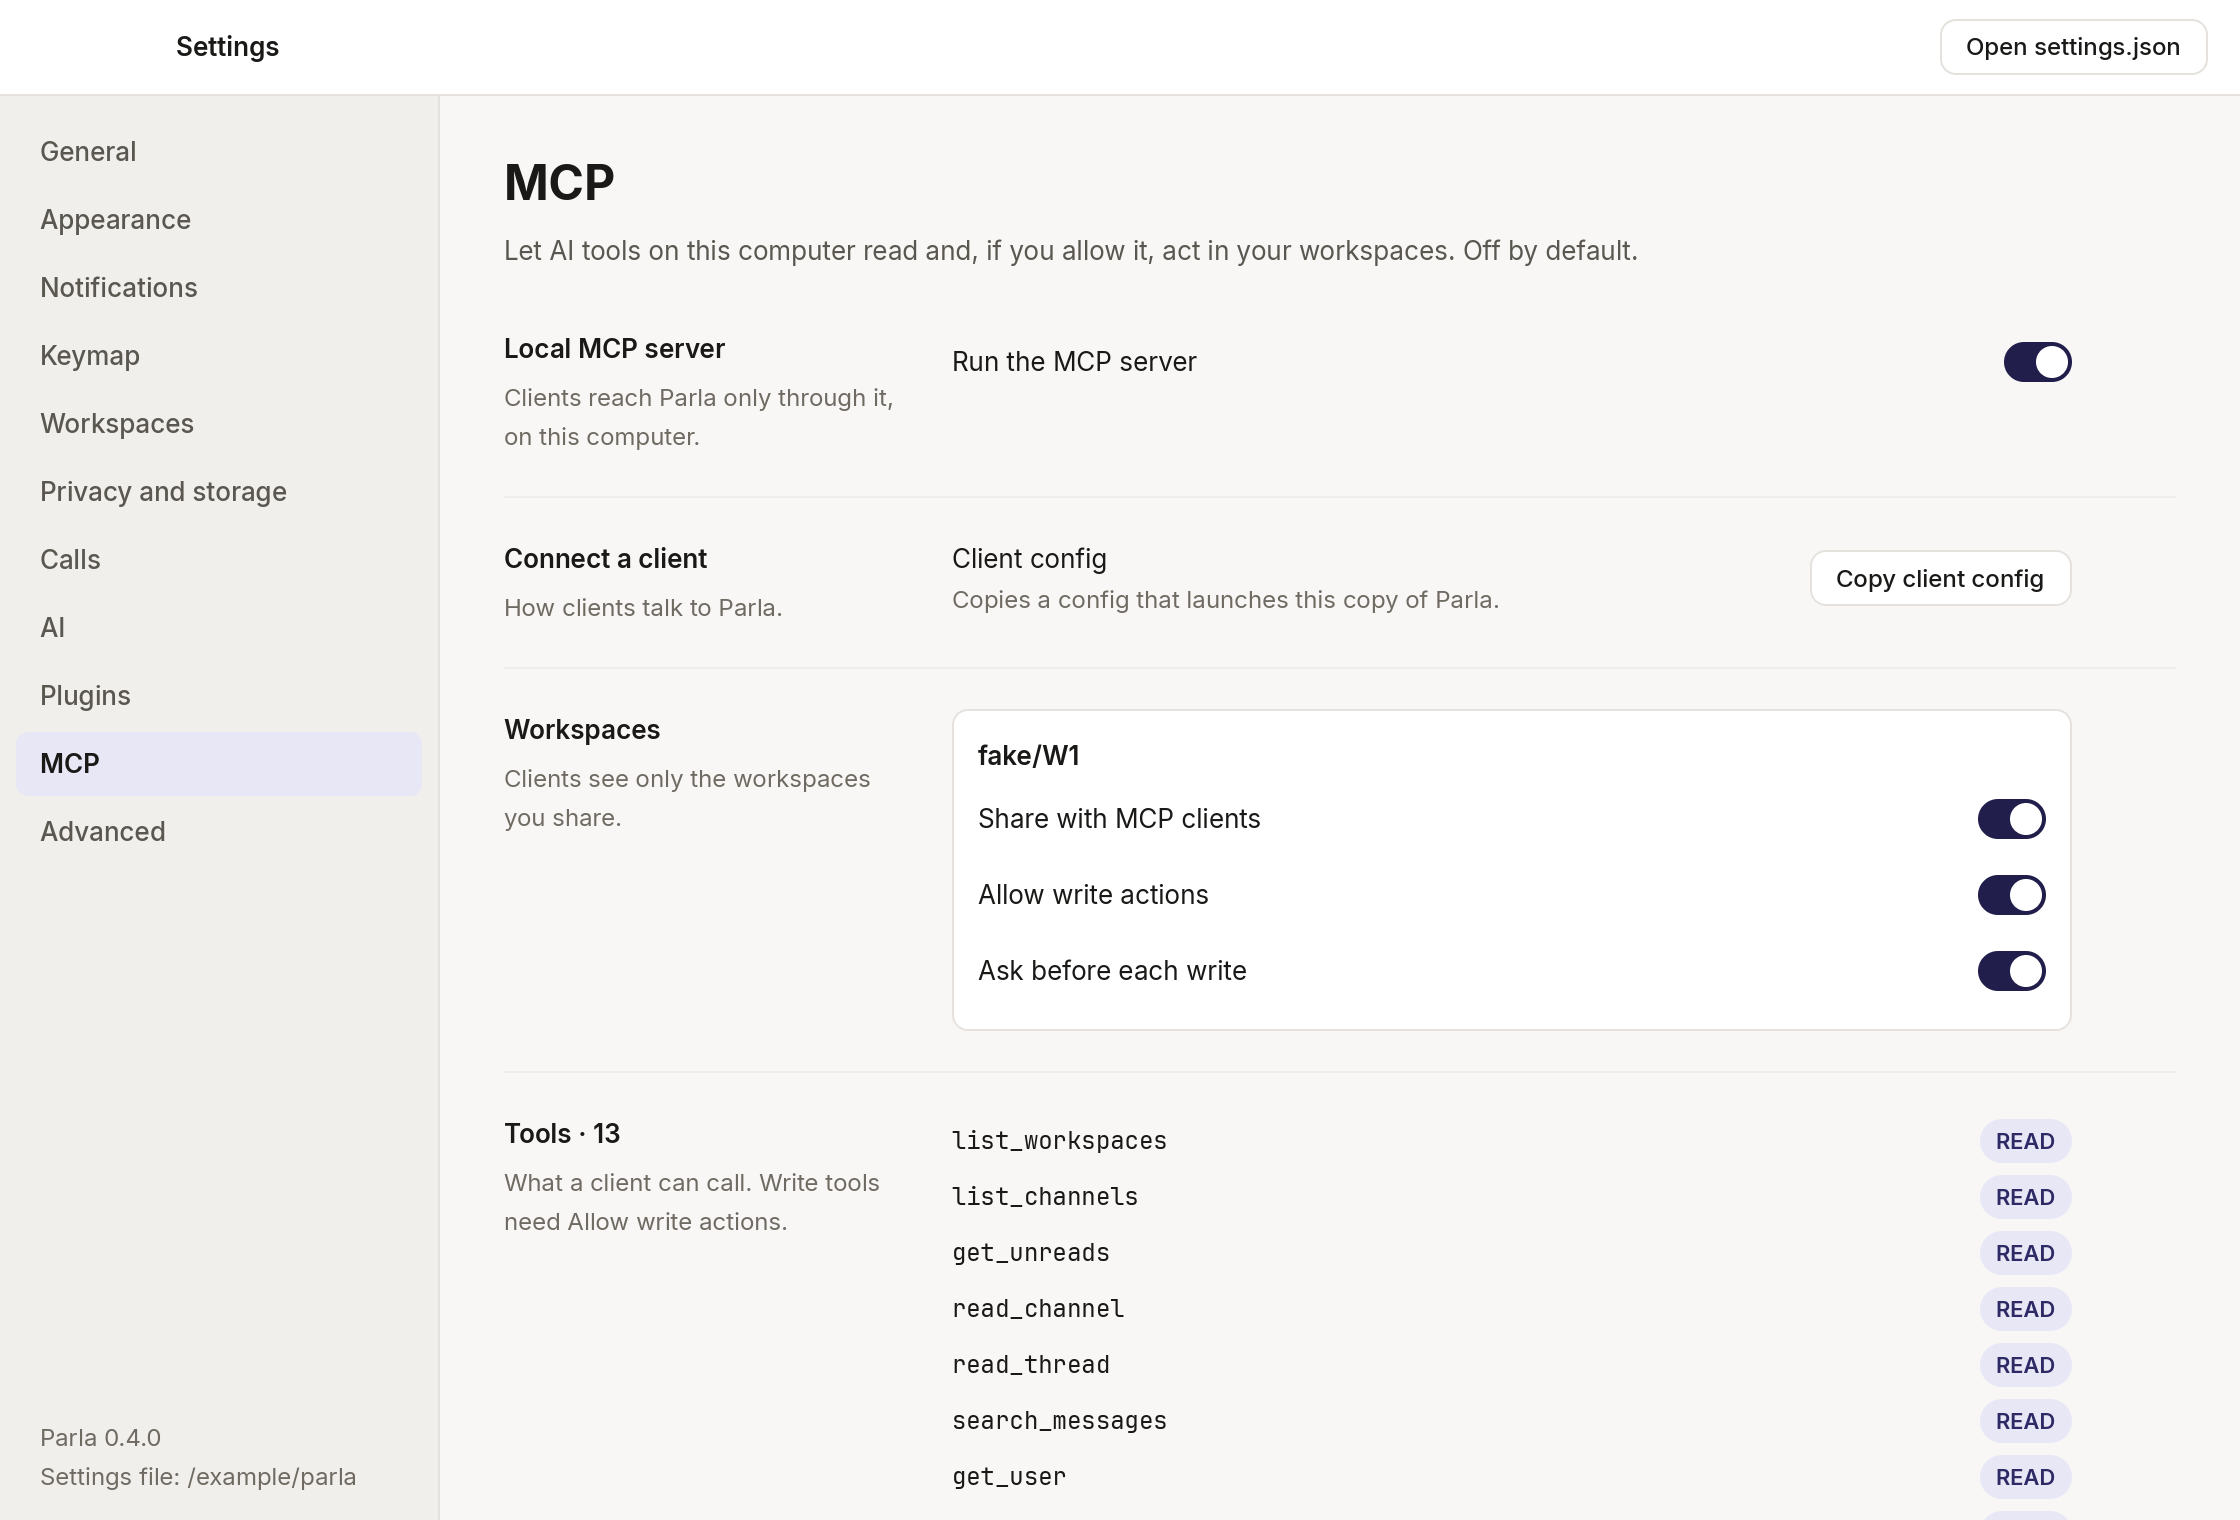 Settings
Open settings.json
General
Appearance
Notifications
Keymap
Workspaces
Privacy and storage
Calls
AI
Plugins
MCP
Advanced
Parla 0.4.0
Settings file: /example/parla
MCP
Let AI tools on this computer read and, if you allow it, act in your workspaces. Off by default.
Local MCP server
Clients reach Parla only through it,
on this computer.
Run the MCP server
Connect a client
How clients talk to Parla.
Client config
Copies a config that launches this copy of Parla.
Copy client config
Workspaces
Clients see only the workspaces
you share.
fake/W1
Share with MCP clients
Allow write actions
Ask before each write
Tools · 13
What a client can call. Write tools
need Allow write actions.
list_workspaces READ
list_channels READ
get_unreads READ
read_channel READ
read_thread READ
search_messages READ
get_user READ